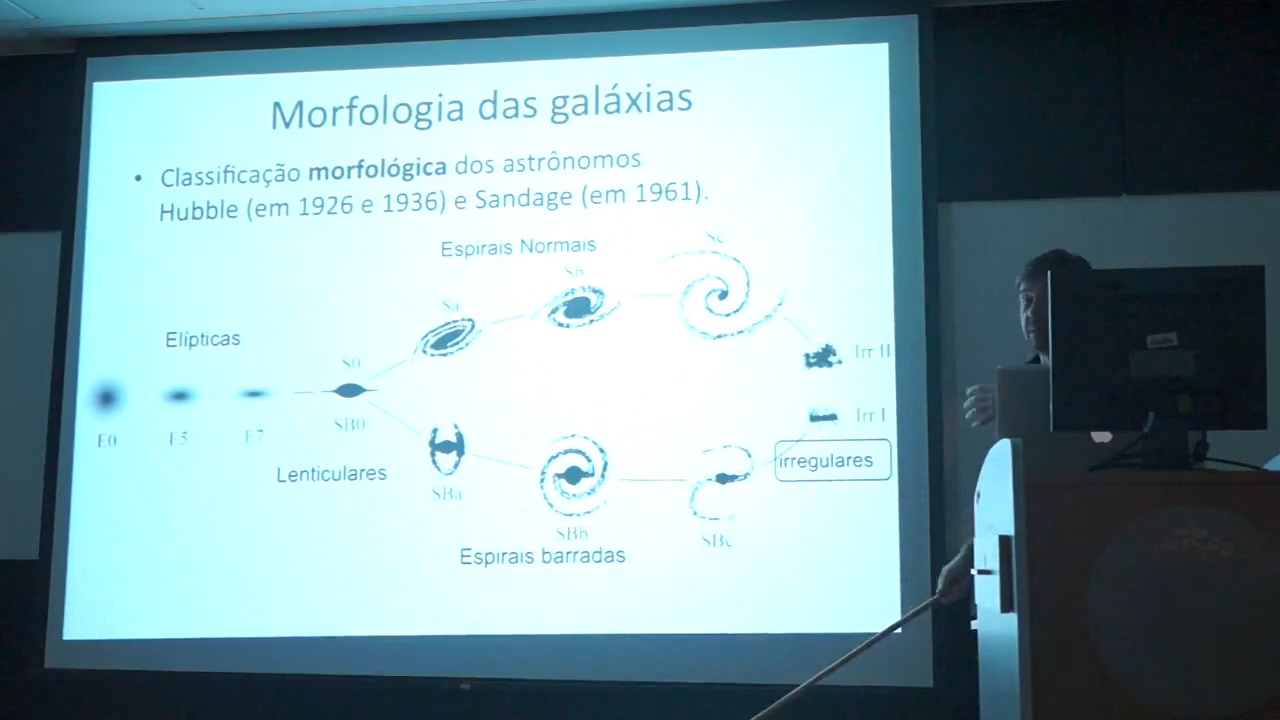 Morfologia das galáxias
• Classificação morfológica dos astrônomos
Hubble (em 1926 e 1936) e Sandage (em 1961).
Espirais Normais
Sc
Sb
Sa
Elípticas
S0
Irr II
E0
E5
E7
SB0
Irr I
irregulares
Lenticulares
SBa
SBb
SBc
Espirais barradas